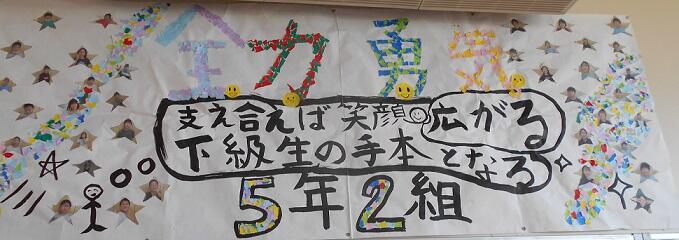 全力勇気
支え合えば笑顔広がる
下級生の手本となる
5年2組